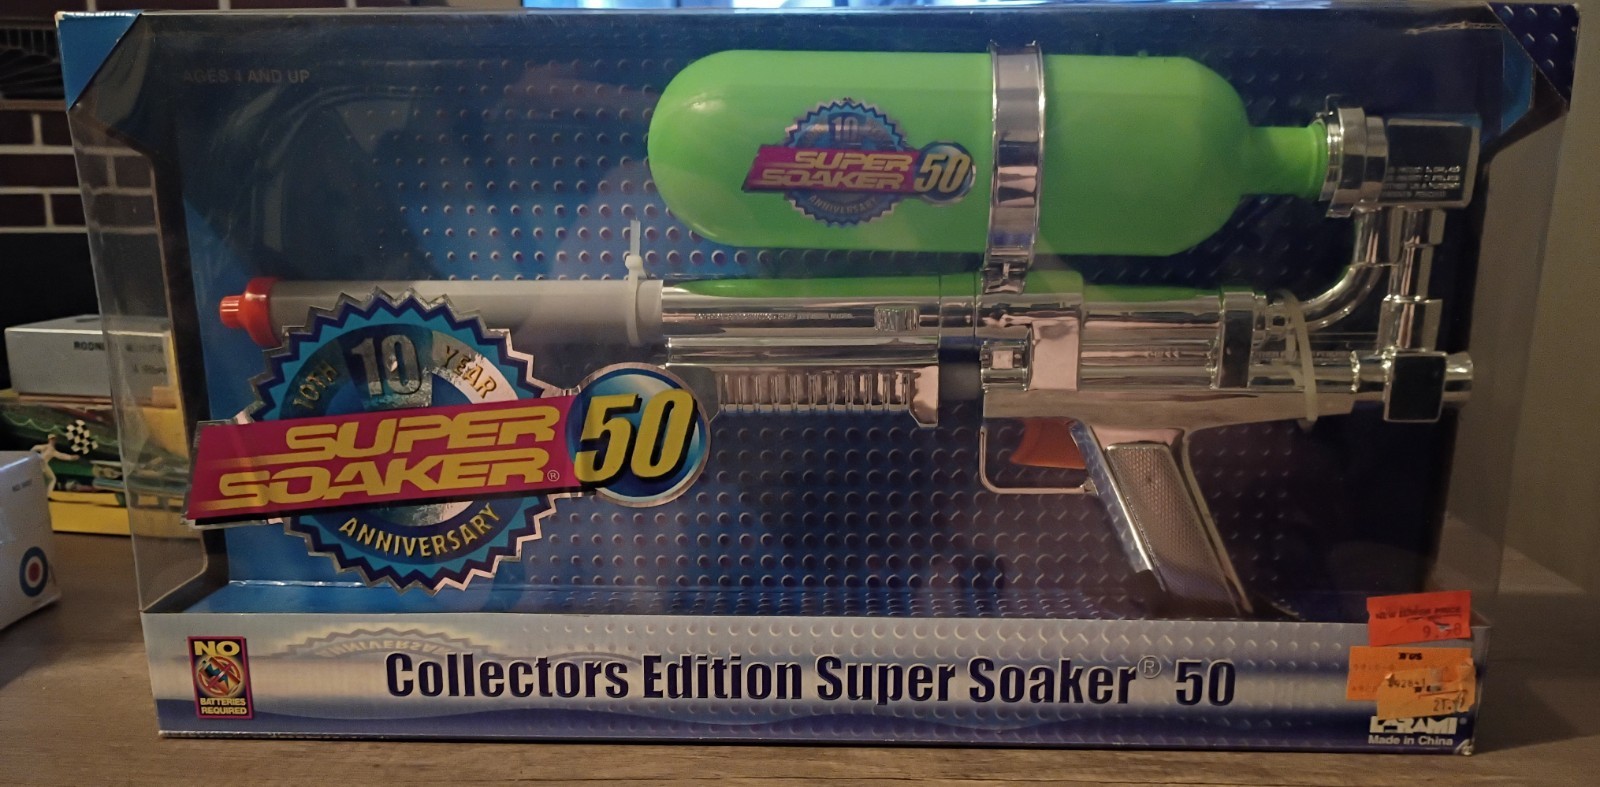 AGES 4 AND UP
10
SUPER
SOAKER 50
ANNIVERSARY
10TH 10 YEAR
SUPER
SOAKER® 50
ANNIVERSARY
NO
BATTERIES
REQUIRED
Collectors Edition Super Soaker® 50
"R" US
LARAMI®
Made in China